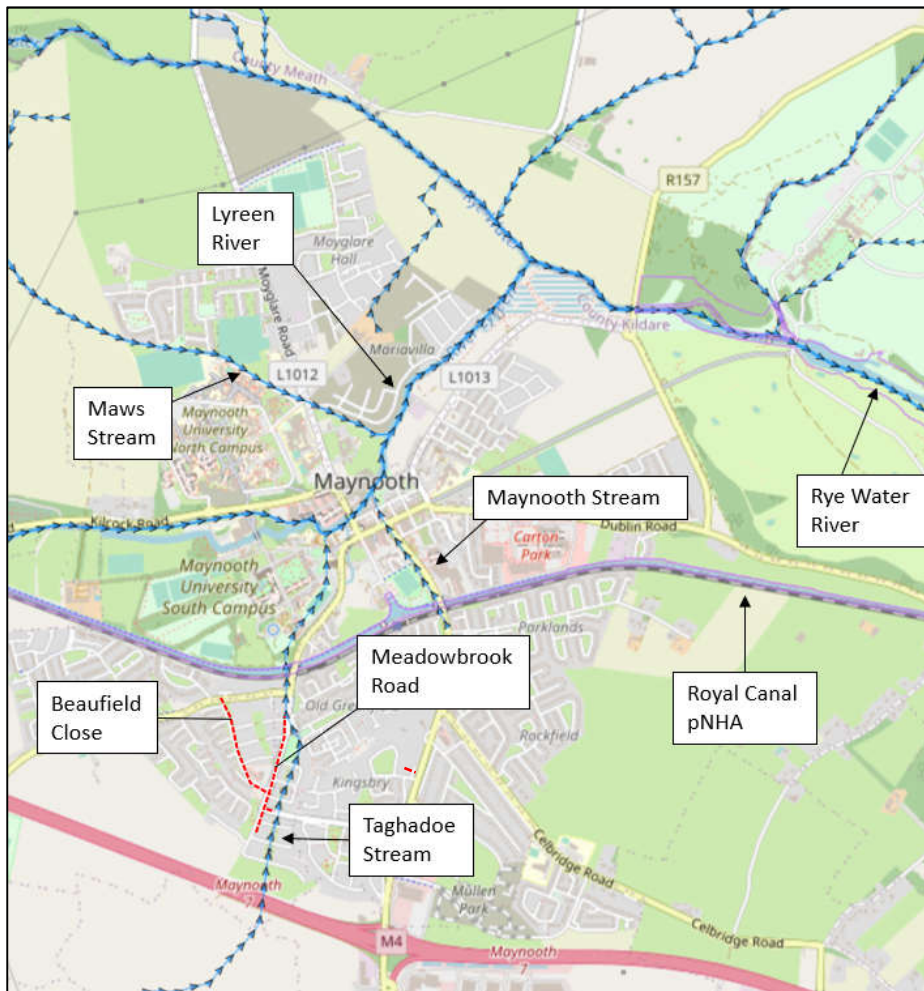 County Meath
R157
Lyreen
River
Moyglare
Hall
Moyglare Road
County Kildare
Mariavilla
L1012
L1013
Maws
Stream
Maynooth
University
North Campus
Maynooth
Maynooth Stream
Rye Water
River
Kilcock Road
Dublin Road
Carton
Park
Maynooth
University
South Campus
Parklands
Meadowbrook
Road
Royal Canal
pNHA
Beaufield
Close
Rockfield
Kingsbry
Taghadoe
Stream
Celbridge Road
Maynooth
7
Mullen
Park
M4
Celbridge Road
Maynooth
7